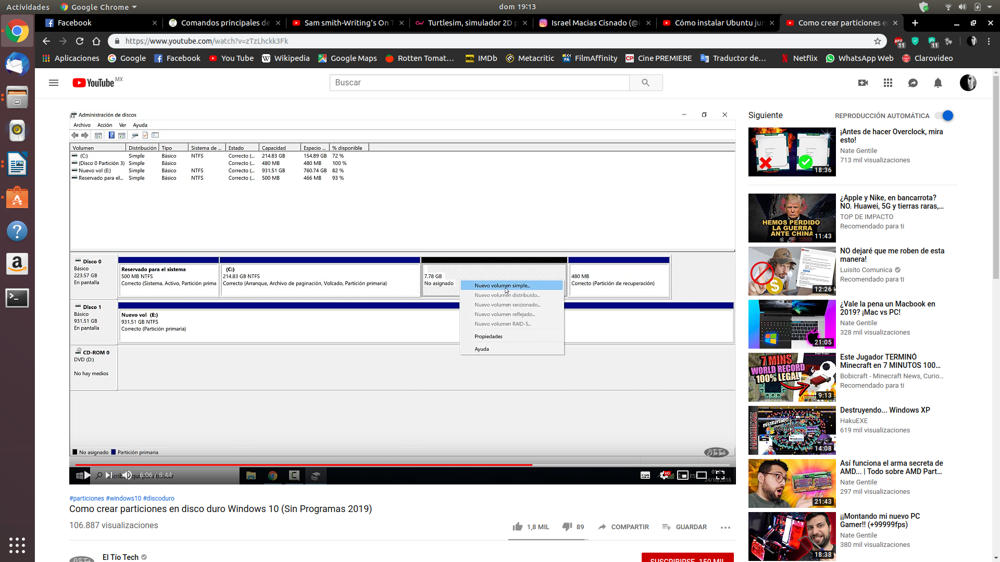 Actividades
Google Chrome
dom 19:13
Facebook
Comandos principales de
Sam smith-Writing's On T
Turtlesim, simulador 2D p
Israel Macias Cisnado (@i
Cómo instalar Ubuntu jun
Como crear particiones e
https://www.youtube.com/watch?v=zTzLhckk3Fk
ABP
11
11
Aplicaciones
Google
Facebook
You Tube
Wikipedia
Google Maps
Rotten Tomat...
IMDb
Metacritic
FilmAffinity
Cine PREMIERE
Traductor de...
Netflix
WhatsApp Web
Clarovideo
YouTube MX
Buscar
Administración de discos
Archivo Acción Ver Ayuda
Volumen Distribución Tipo Sistema de ... Estado Capacidad Espacio ... % disponible
(C:) Simple Básico NTFS Correcto (... 214.83 GB 154.89 GB 72 %
(Disco 0 Partición 3) Simple Básico Correcto (... 480 MB 480 MB 100 %
Nuevo vol (E:) Simple Básico NTFS Correcto (... 931.51 GB 760.74 GB 82 %
Reservado para el... Simple Básico NTFS Correcto (... 500 MB 466 MB 93 %
Disco 0
Básico
223.57 GB
En pantalla
Reservado para el sistema
500 MB NTFS
Correcto (Sistema, Activo, Partición prima
(C:)
214.83 GB NTFS
Correcto (Arranque, Archivo de paginación, Volcado, Partición primaria)
7.78 GB
No asignado
480 MB
Correcto (Partición de recuperación)
Nuevo volumen simple...
Nuevo volumen distribuido...
Nuevo volumen seccionado...
Nuevo volumen reflejado...
Nuevo volumen RAID-5...
Propiedades
Ayuda
Disco 1
Básico
931.51 GB
En pantalla
Nuevo vol (E:)
931.51 GB NTFS
Correcto (Partición primaria)
CD-ROM 0
DVD (D:)
No hay medios
No asignado
Partición primaria
El Tío Tech
6:06 / 8:44
HD
ESP
24/10/2018
#particiones #windows10 #discoduro
Como crear particiones en disco duro Windows 10 (Sin Programas 2019)
106.887 visualizaciones
1,8 MIL
89
COMPARTIR
GUARDAR
El Tío Tech
SUSCRIBIRSE 150 MIL
Siguiente
REPRODUCCIÓN AUTOMÁTICA
¡Antes de hacer Overclock, mira
esto!
Nate Gentile
713 mil visualizaciones
18:36
¿Apple y Nike, en bancarrota?
NO. Huawei, 5G y tierras raras,...
TOP DE IMPACTO
Recomendado para ti
HEMOS PERDIDO
LA GUERRA
ANTE CHINA
11:43
NO dejaré que me roben de esta
manera!
Luisito Comunica
Recomendado para ti
12:26
¿Vale la pena un Macbook en
2019? ¡Mac vs PC!
Nate Gentile
328 mil visualizaciones
21:05
Este Jugador TERMINÓ
Minecraft en 7 MINUTOS 100...
Bobicraft - Minecraft News, Curio...
Recomendado para ti
7 MINS
WORLD RECORD
100% LEGAL
9:13
Destruyendo... Windows XP
HakuEXE
619 mil visualizaciones
HAKUEXE
DESTRUYENDO...
WINDOWS
14:08
Así funciona el arma secreta de
AMD... | Todo sobre AMD Part...
Nate Gentile
297 mil visualizaciones
21:43
¡¡Montando mi nuevo PC
Gamer!! (+99999fps)
Nate Gentile
380 mil visualizaciones
18:38